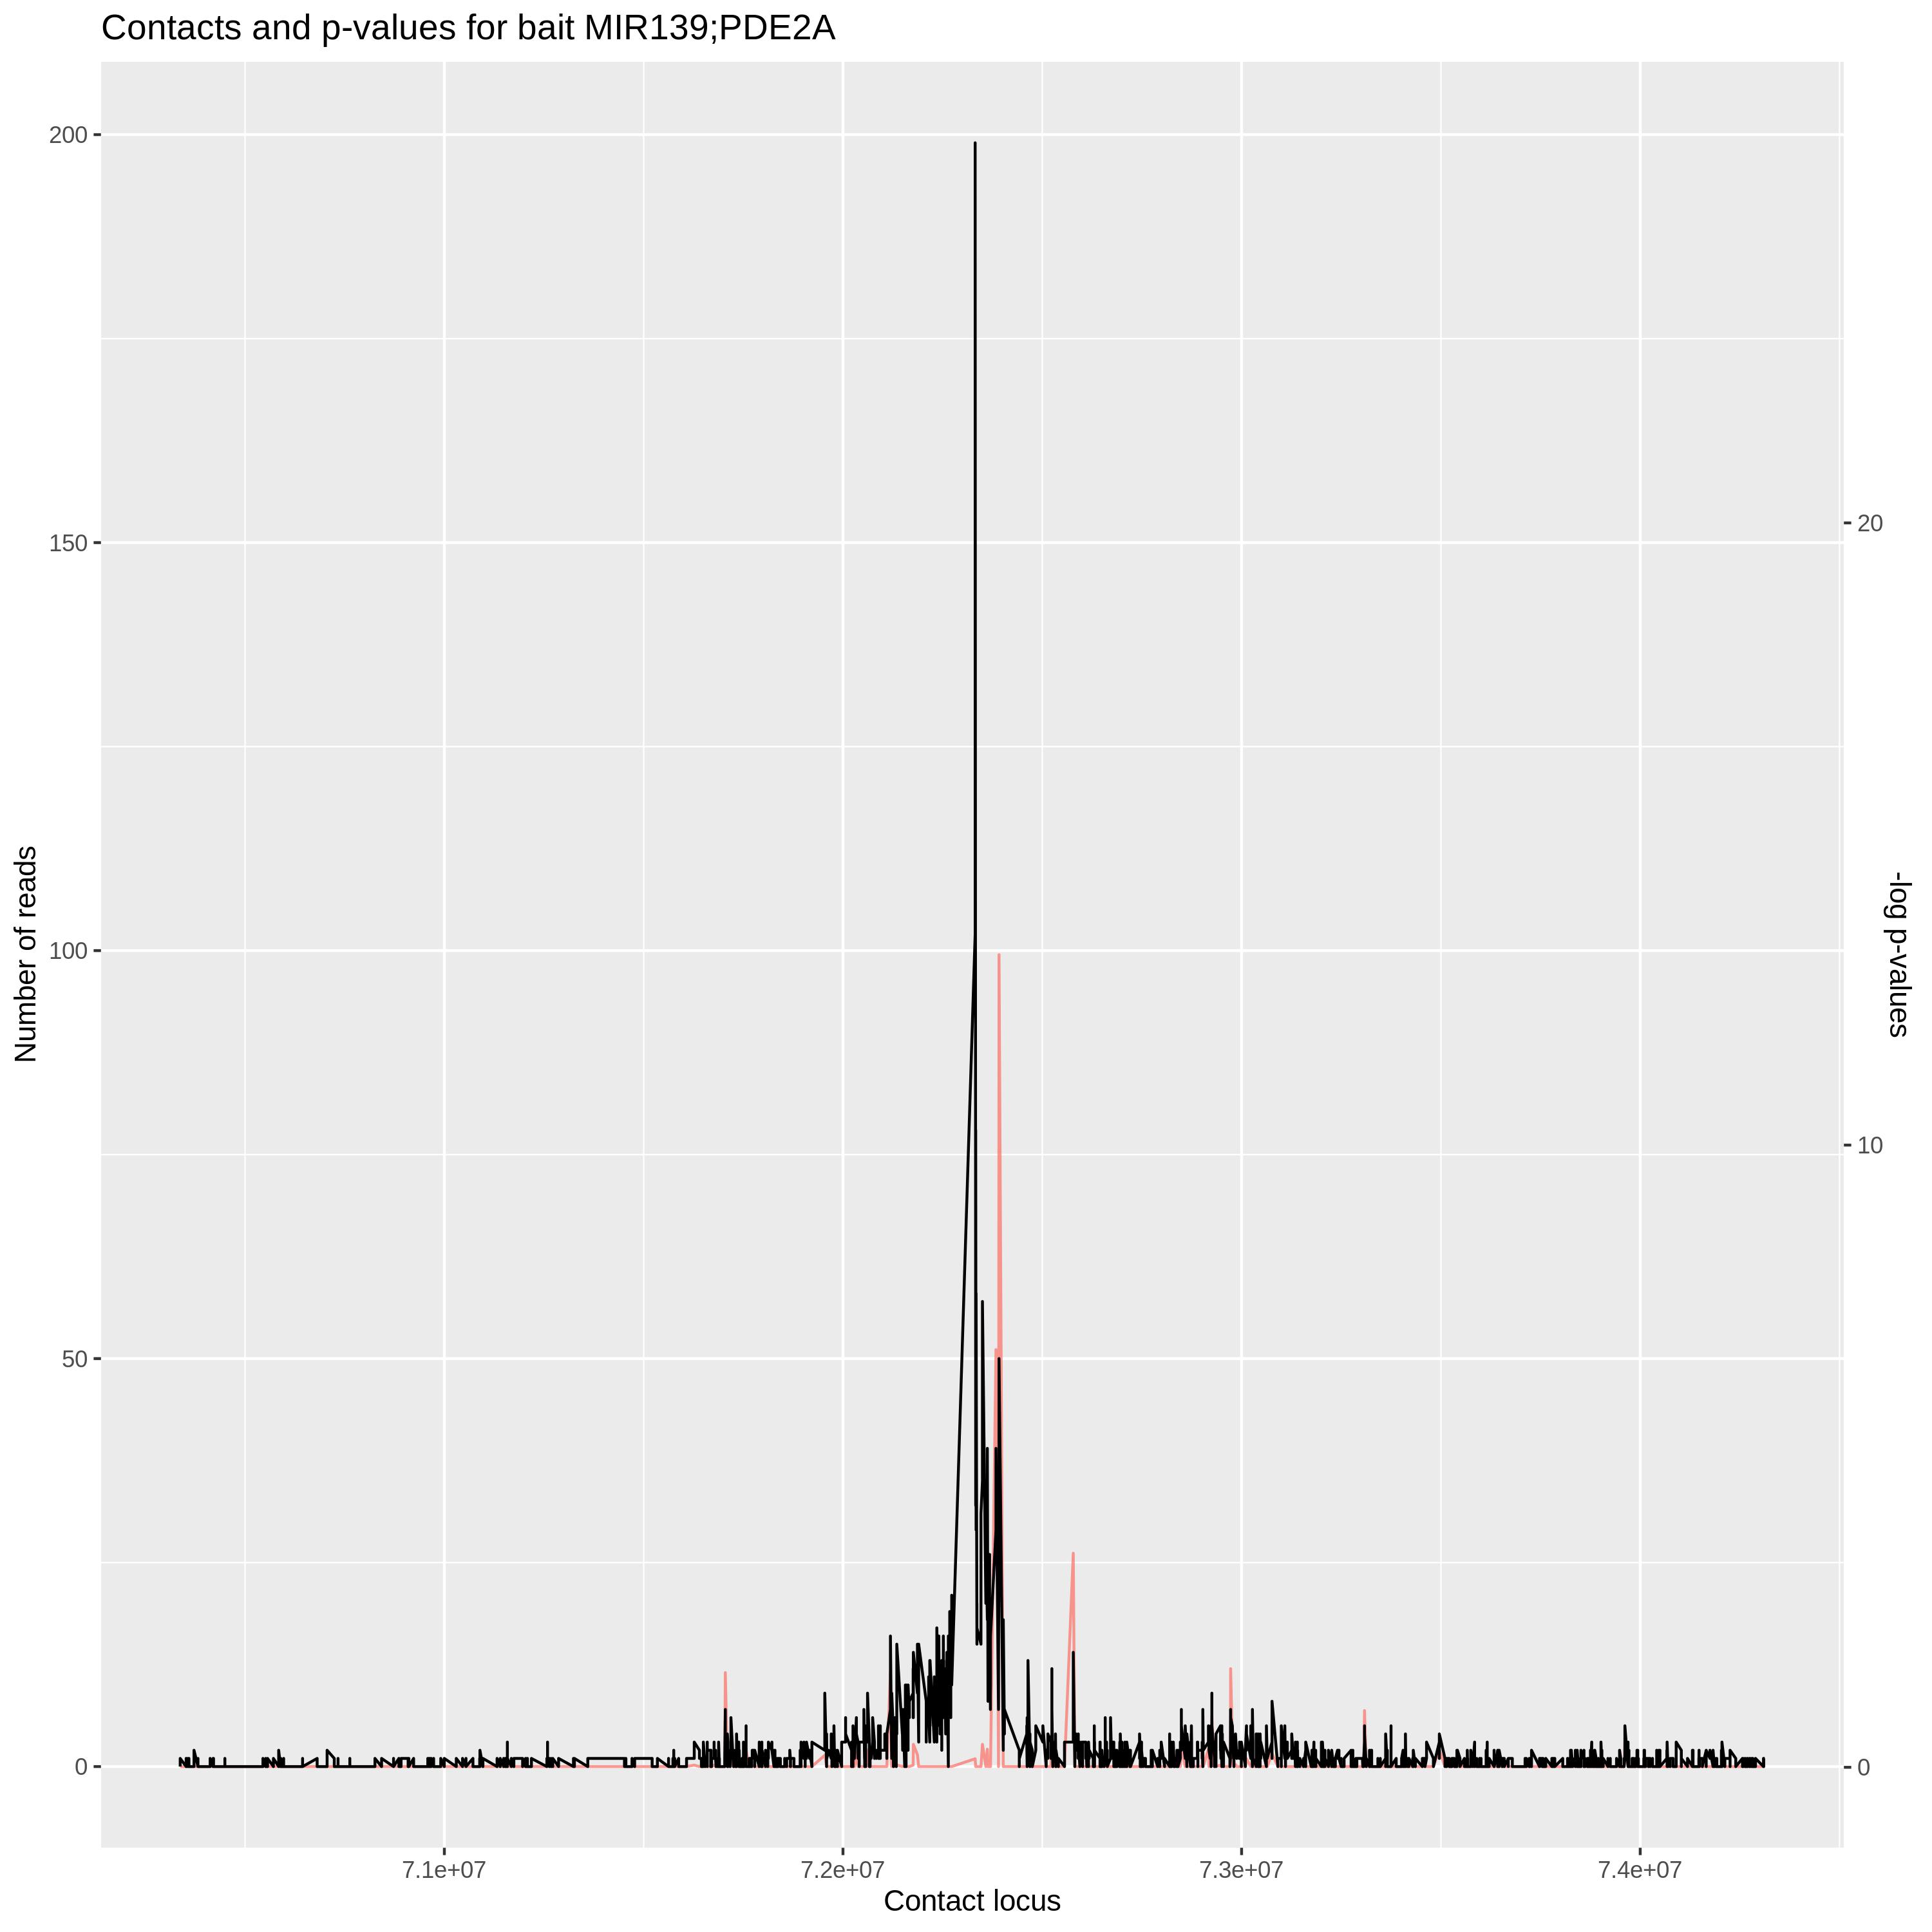 Contacts and p-values for bait MIR139;PDE2A
200
150
100
50
0
Number of reads
20
10
0
-log p-values
7.1e+07
7.2e+07
7.3e+07
7.4e+07
Contact locus